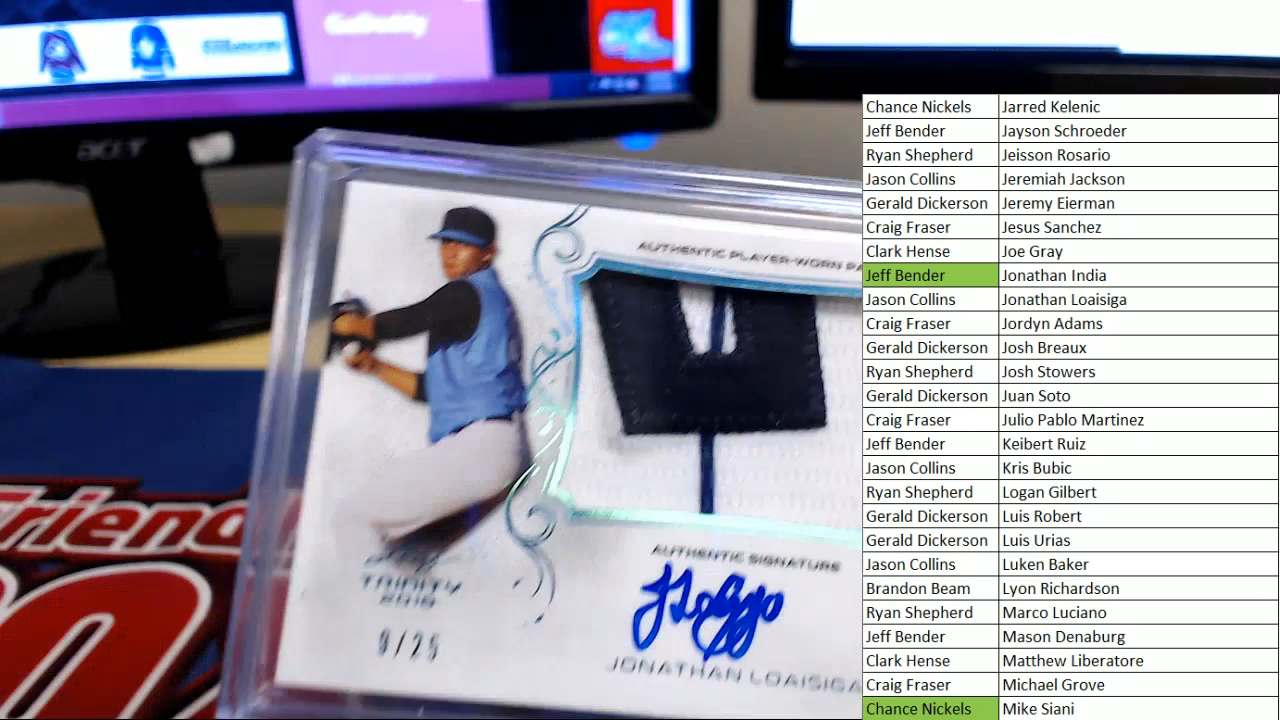 GoDaddy
acer
AUTHENTIC PLAYER-WORN PA
AUTHENTIC SIGNATURE
JONATHAN LOAISIGA
TRINITY
2018
9/25
Friend
Chance Nickels Jarred Kelenic
Jeff Bender Jayson Schroeder
Ryan Shepherd Jeisson Rosario
Jason Collins Jeremiah Jackson
Gerald Dickerson Jeremy Eierman
Craig Fraser Jesus Sanchez
Clark Hense Joe Gray
Jeff Bender Jonathan India
Jason Collins Jonathan Loaisiga
Craig Fraser Jordyn Adams
Gerald Dickerson Josh Breaux
Ryan Shepherd Josh Stowers
Gerald Dickerson Juan Soto
Craig Fraser Julio Pablo Martinez
Jeff Bender Keibert Ruiz
Jason Collins Kris Bubic
Ryan Shepherd Logan Gilbert
Gerald Dickerson Luis Robert
Gerald Dickerson Luis Urias
Jason Collins Luken Baker
Brandon Beam Lyon Richardson
Ryan Shepherd Marco Luciano
Jeff Bender Mason Denaburg
Clark Hense Matthew Liberatore
Craig Fraser Michael Grove
Chance Nickels Mike Siani